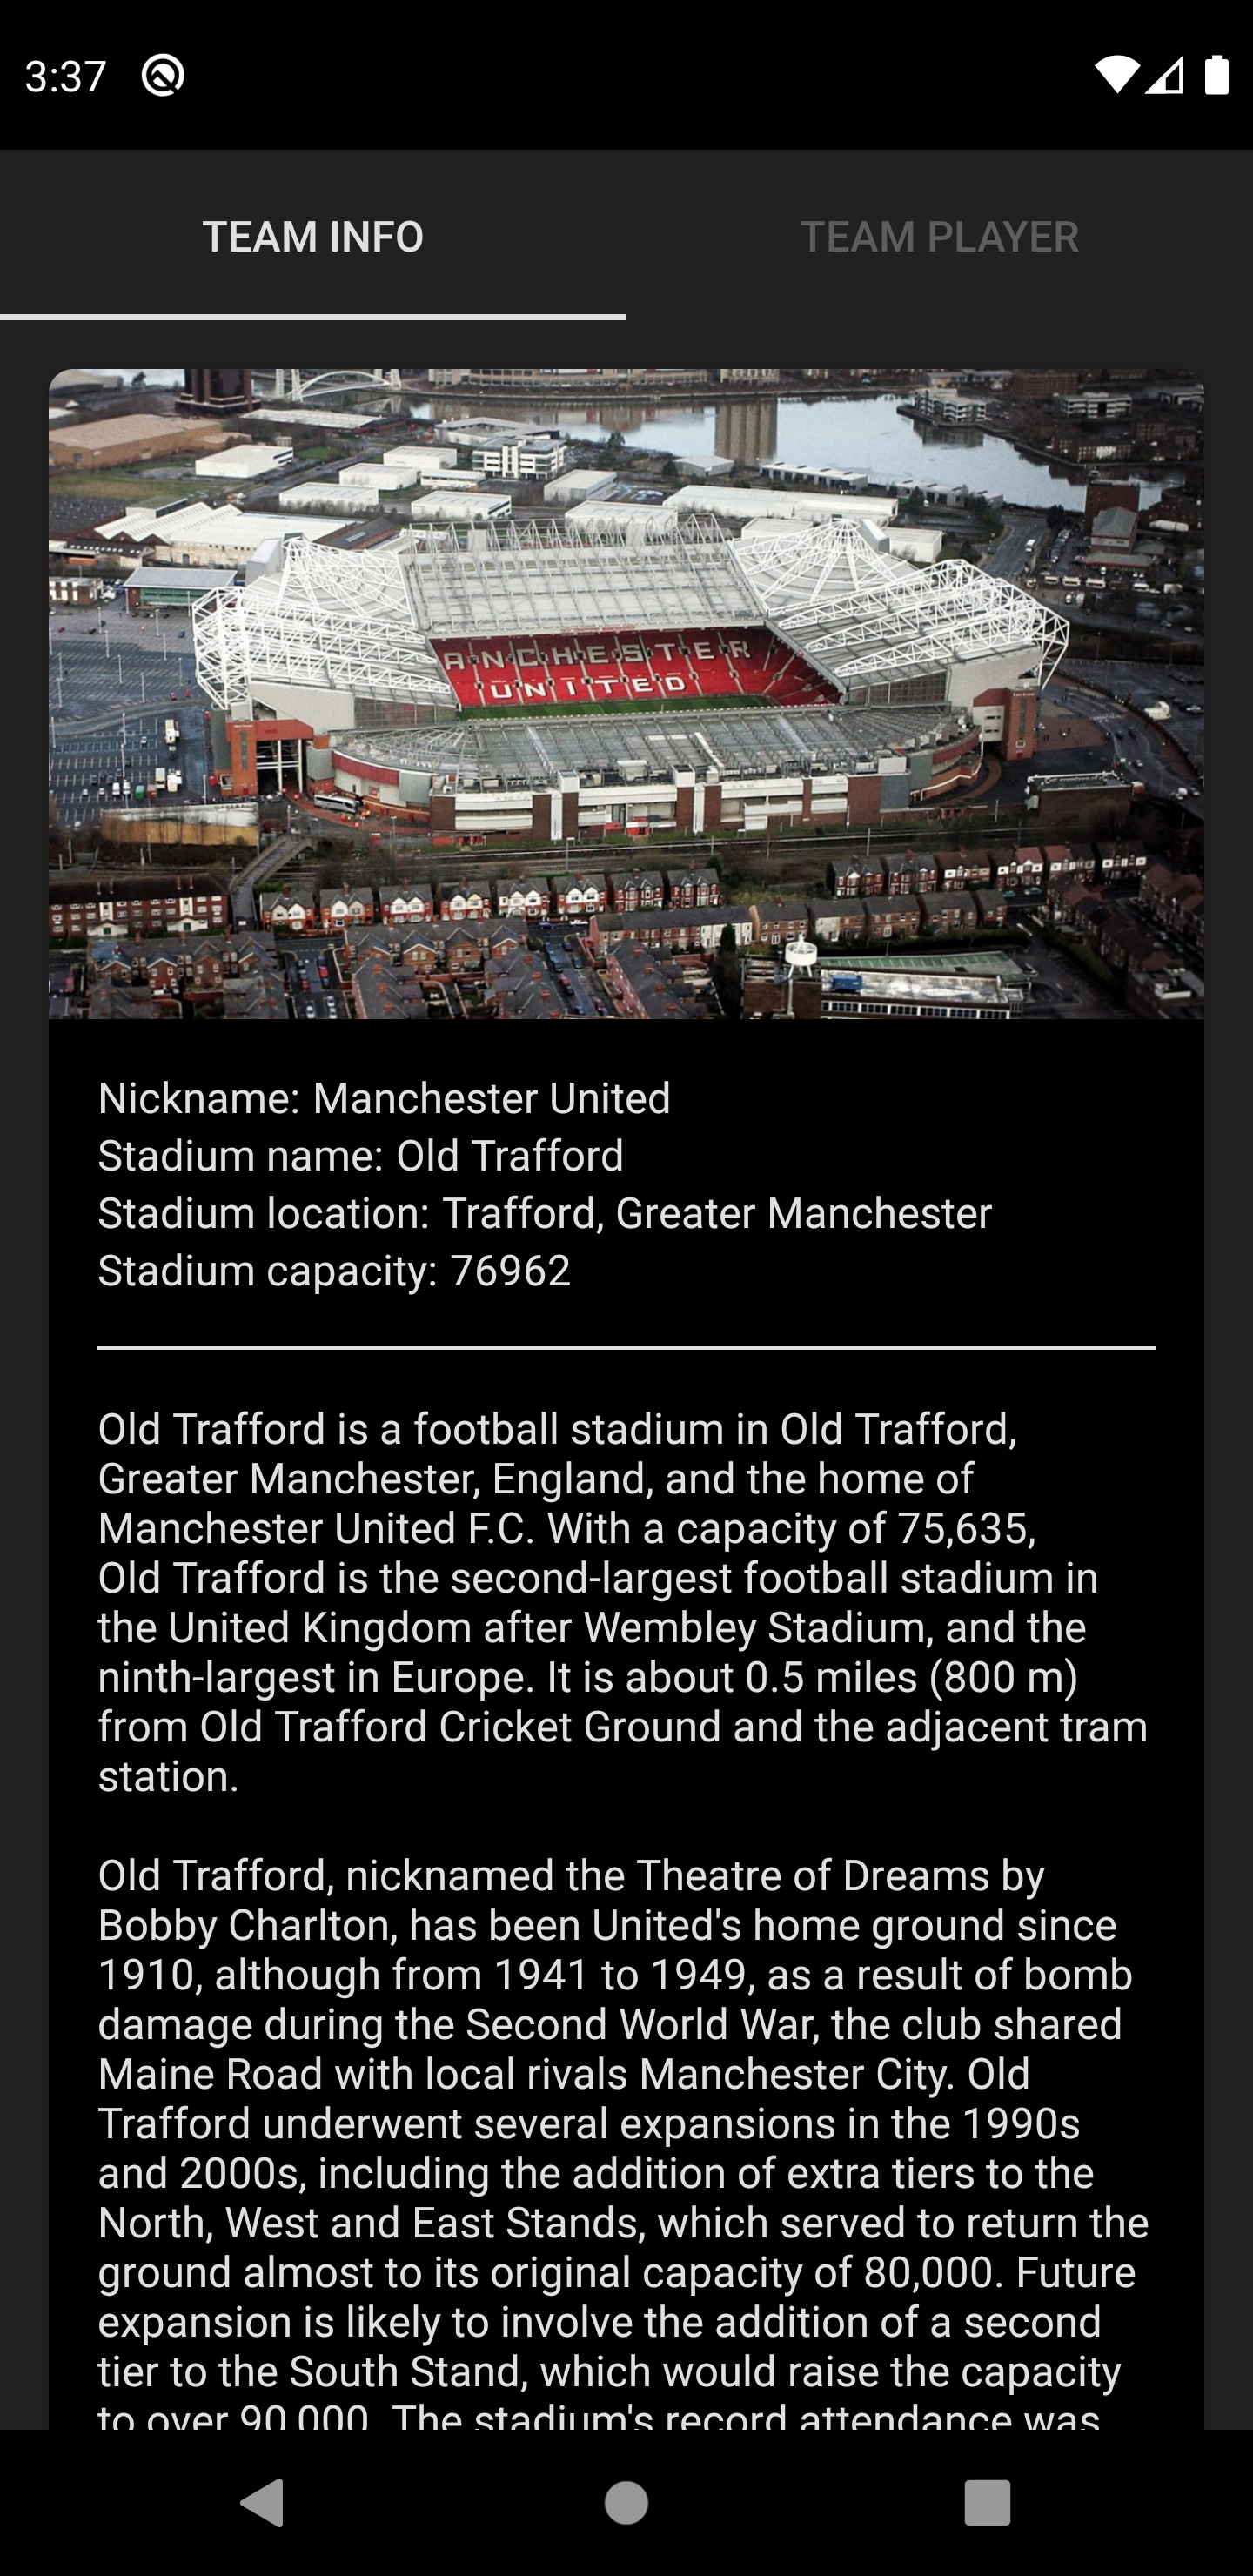 3:37
TEAM INFO
TEAM PLAYER
ANCHESTER
UNITED
Nickname: Manchester United
Stadium name: Old Trafford
Stadium location: Trafford, Greater Manchester
Stadium capacity: 76962
Old Trafford is a football stadium in Old Trafford,
Greater Manchester, England, and the home of
Manchester United F.C. With a capacity of 75,635,
Old Trafford is the second-largest football stadium in
the United Kingdom after Wembley Stadium, and the
ninth-largest in Europe. It is about 0.5 miles (800 m)
from Old Trafford Cricket Ground and the adjacent tram
station.
Old Trafford, nicknamed the Theatre of Dreams by
Bobby Charlton, has been United's home ground since
1910, although from 1941 to 1949, as a result of bomb
damage during the Second World War, the club shared
Maine Road with local rivals Manchester City. Old
Trafford underwent several expansions in the 1990s
and 2000s, including the addition of extra tiers to the
North, West and East Stands, which served to return the
ground almost to its original capacity of 80,000. Future
expansion is likely to involve the addition of a second
tier to the South Stand, which would raise the capacity
to over 90,000. The stadium's record attendance was